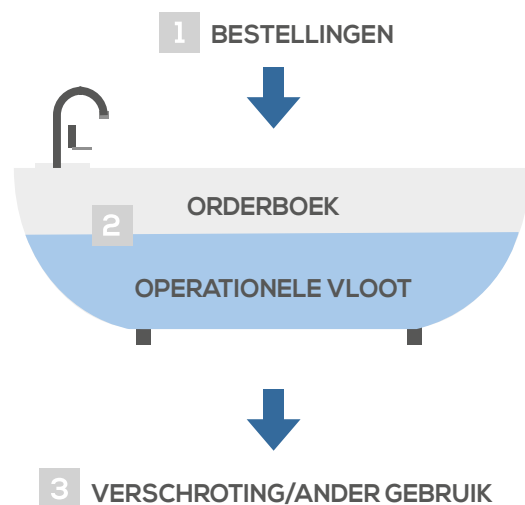 1 BESTELLINGEN
ORDERBOEK
2
OPERATIONELE VLOOT
3 VERSCHROTING/ANDER GEBRUIK